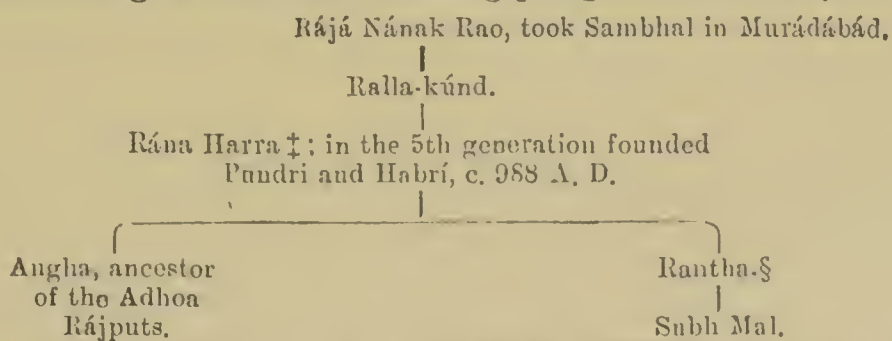 Rájá Nának Rao, took Sambhal in Murádábád.
Ralla-kúnd.
Rána Harra ‡ : in the 5th generation founded
Pundri and Habrí, c. 988 A. D.
Angha, ancestor
of the Adhoa
Rájputs.
Rantha.§
Subh Mal.